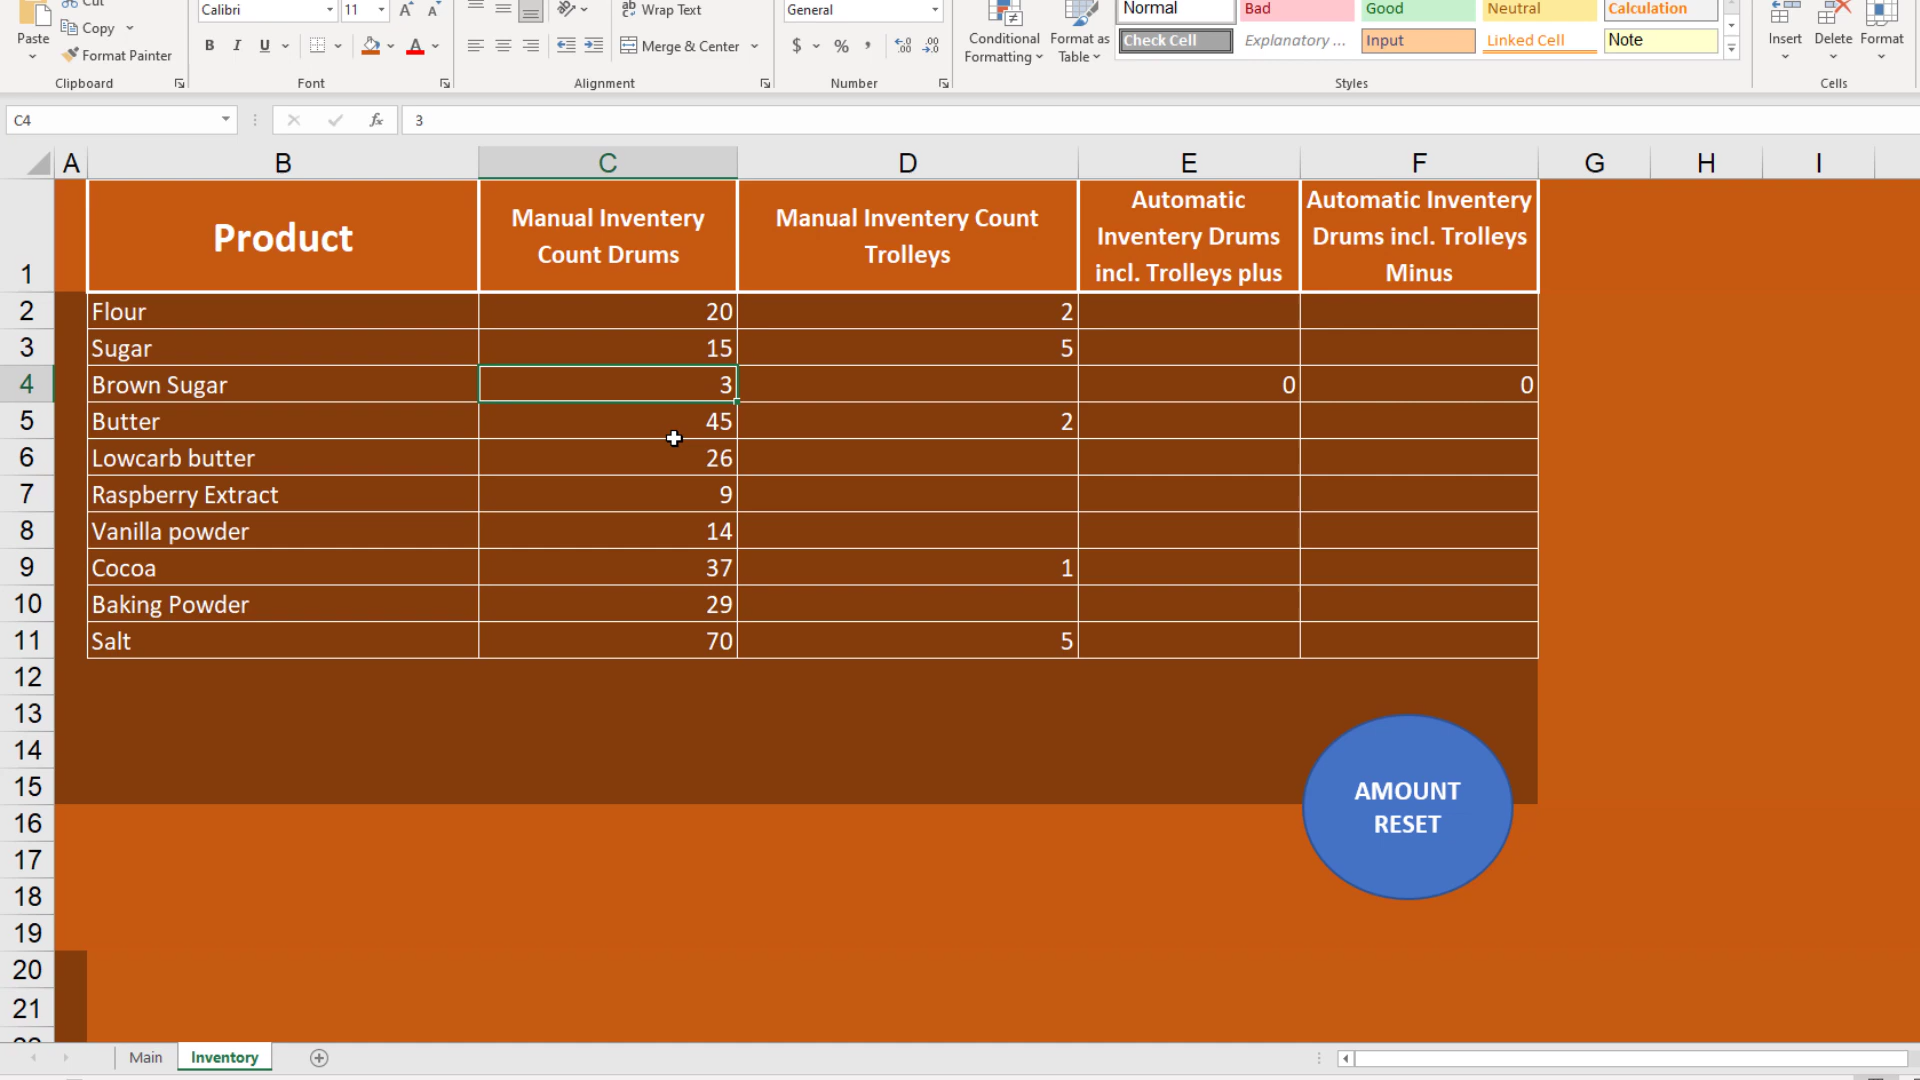 Cut
Calibri 11
General
Normal Bad Good Neutral Calculation
Paste Copy
Wrap Text
Format Painter
B I U
Merge & Center
$ % ,
Conditional Formatting
Format as Table
Check Cell Explanatory ... Input Linked Cell Note
Insert Delete Format
Clipboard Font Alignment Number Styles Cells
C4 fx 3
A B C D E F G H I
1 Product
Manual Inventery
Count Drums
Manual Inventery Count
Trolleys
Automatic
Inventery Drums
incl. Trolleys plus
Automatic Inventery
Drums incl. Trolleys
Minus
2 Flour 20 2
3 Sugar 15 5
4 Brown Sugar 3 0 0
5 Butter 45 2
6 Lowcarb butter 26
7 Raspberry Extract 9
8 Vanilla powder 14
9 Cocoa 37 1
10 Baking Powder 29
11 Salt 70 5
12
13
14
15
AMOUNT
RESET
16
17
18
19
20
21
Main Inventory